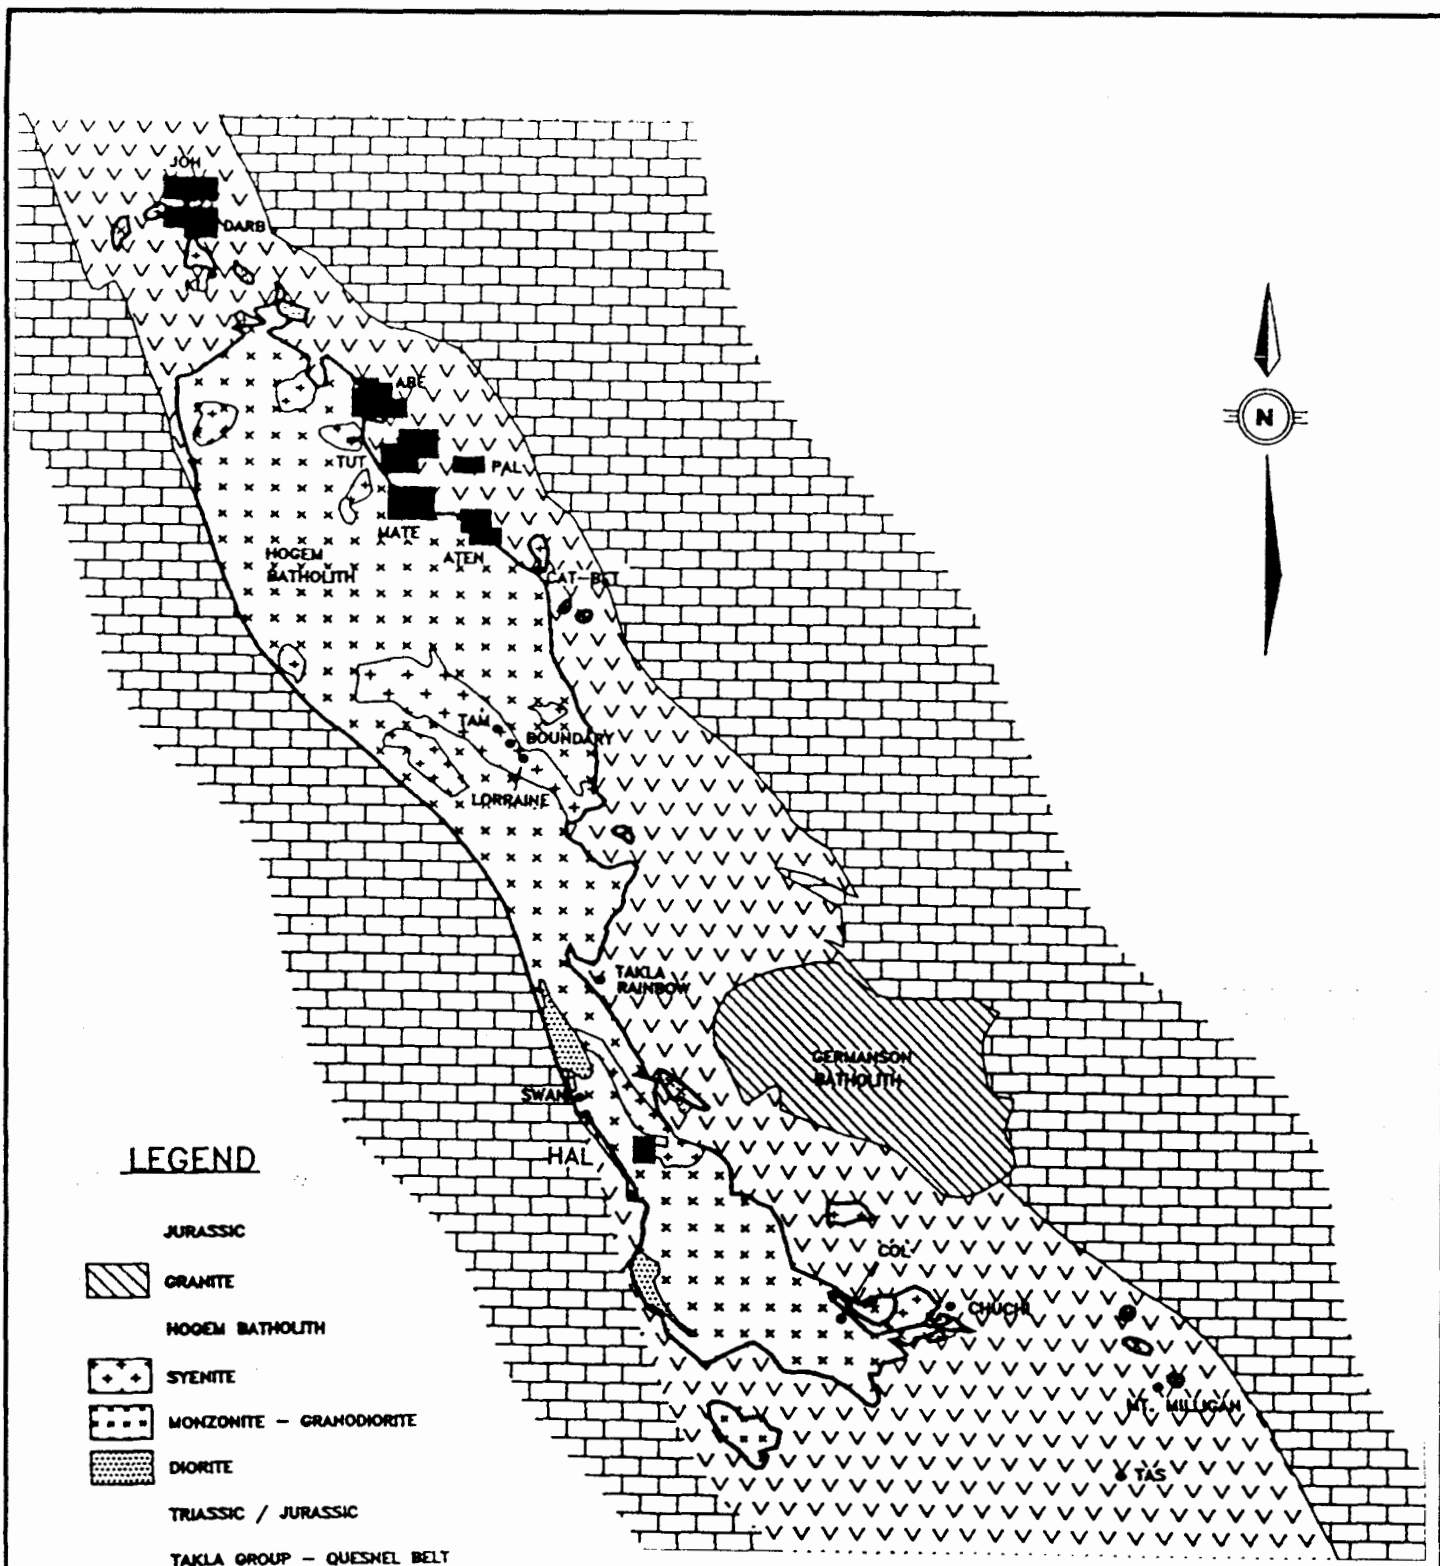 JOH
DARB
ABE
TUT
PAL
MATE
ATEN
HOGEM
BATHOLITH
CAT-BET
TAM
BOUNDARY
LORRAINE
TAKLA
RAINBOW
GERMANSON
BATHOLITH
SWAN
HAL
COL
CHUCHI
MT. MILLIGAN
TAS
N
LEGEND
JURASSIC
GRANITE
HOGEM BATHOLITH
SYENITE
MONZONITE - GRANODIORITE
DIORITE
TRIASSIC / JURASSIC
TAKLA GROUP - QUESNEL BELT